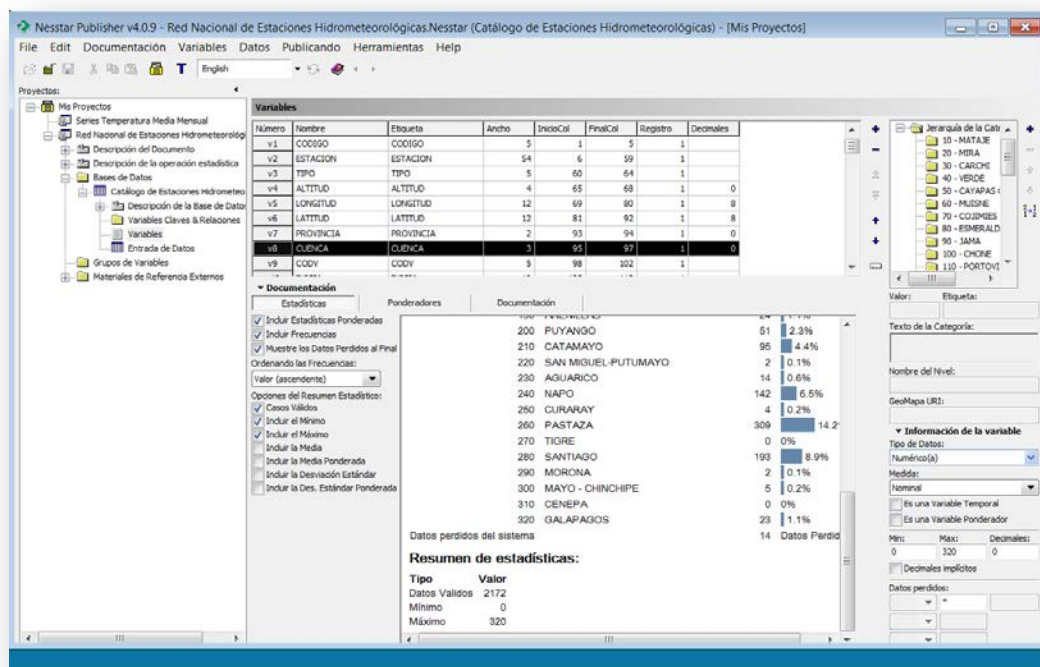 Nesstar Publisher v4.0.9 - Red Nacional de Estaciones Hidrometeorológicas.Nesstar (Catálogo de Estaciones Hidrometeorológicas) - [Mis Proyectos]
File Edit Documentación Variables Datos Publicando Herramientas Help
English
Proyectos:
Mis Proyectos
Series Temperatura Media Mensual
Red Nacional de Estaciones Hidrometeorológi
Descripción del Documento
Descripción de la operación estadística
Bases de Datos
Catálogo de Estaciones Hidrometeo
Descripción de la Base de Dato
Variables Claves & Relaciones
Variables
Entrada de Datos
Grupos de Variables
Materiales de Referencia Externos
Variables
Número Nombre Etiqueta Ancho InicioCol FinalCol Registro Decimales
v1 CODIGO CODIGO 5 1 5 1
v2 ESTACION ESTACION 54 6 59 1
v3 TIPO TIPO 5 60 64 1
v4 ALTITUD ALTITUD 4 65 68 1 0
v5 LONGITUD LONGITUD 12 69 80 1 8
v6 LATITUD LATITUD 12 81 92 1 8
v7 PROVINCIA PROVINCIA 2 93 94 1 0
v8 CUENCA CUENCA 3 95 97 1 0
v9 CODV CODV 5 98 102 1
Documentación
Estadísticas Ponderadores Documentación
Incluir Estadísticas Ponderadas
Incluir Frecuencias
Muestre los Datos Perdidos al Final
Ordenando las Frecuencias:
Valor (ascendente)
Opciones del Resumen Estadístico:
Casos Válidos
Incluir el Mínimo
Incluir el Máximo
Incluir la Media
Incluir la Media Ponderada
Incluir la Desviación Estándar
Incluir la Des. Estándar Ponderada
200 PUYANGO 51 2.3%
210 CATAMAYO 95 4.4%
220 SAN MIGUEL-PUTUMAYO 2 0.1%
230 AGUARICO 14 0.6%
240 NAPO 142 6.5%
250 CURARAY 4 0.2%
260 PASTAZA 309 14.2
270 TIGRE 0 0%
280 SANTIAGO 193 8.9%
290 MORONA 2 0.1%
300 MAYO - CHINCHIPE 5 0.2%
310 CENEPA 0 0%
320 GALAPAGOS 23 1.1%
Datos perdidos del sistema 14 Datos Perdid
Resumen de estadísticas:
Tipo Valor
Datos Validos 2172
Mínimo 0
Máximo 320
Jerarquía de la Cate
10 - MATAJE
20 - MIRA
30 - CARCHI
40 - VERDE
50 - CAYAPAS
60 - MUISNE
70 - COJIMIES
80 - ESMERALD
90 - JAMA
100 - CHONE
110 - PORTOVI
Valor: Etiqueta:
Texto de la Categoría:
Nombre del Nivel:
GeoMapa URI:
Información de la variable
Tipo de Datos:
Numérico(a)
Medida:
Nominal
Es una Variable Temporal
Es una Variable Ponderador
Min: Max: Decimales:
0 320 0
Decimales implícitos
Datos perdidos:
*